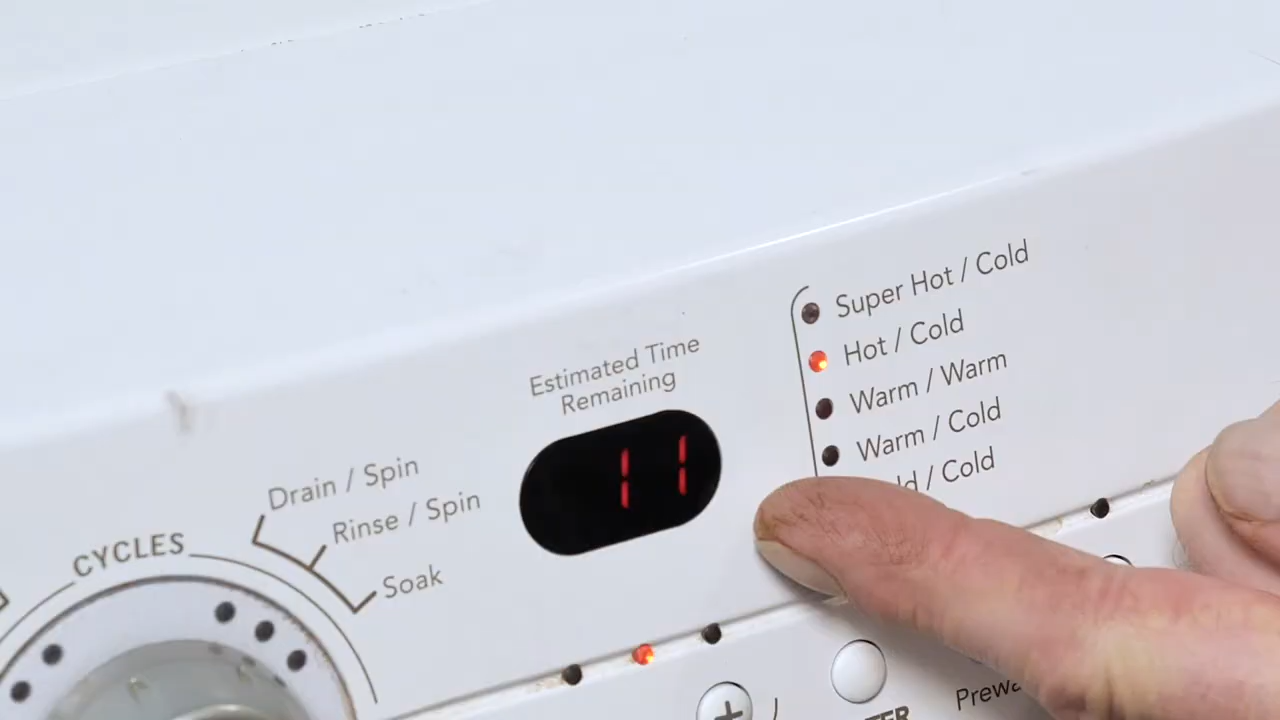 Super Hot / Cold
Hot / Cold
Warm / Warm
Warm / Cold
/ Cold
Estimated Time
Remaining
11
Drain / Spin
Rinse / Spin
Soak
CYCLES
+